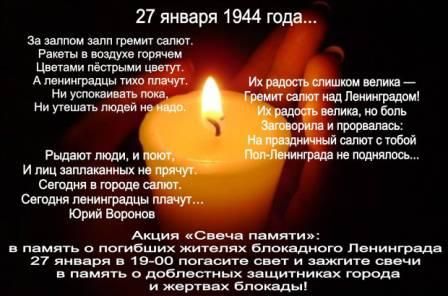 27 января 1944 года...
За залпом залп гремит салют.
Ракеты в воздухе горячем
Цветами пёстрыми цветут.
А ленинградцы тихо плачут.
Ни успокаивать пока,
Ни утешать людей не надо.
Их радость слишком велика —
Гремит салют над Ленинградом!
Их радость велика, но боль
Заговорила и прорвалась:
На праздничный салют с тобой
Пол-Ленинграда не поднялось...
Рыдают люди, и поют,
И лиц заплаканных не прячут.
Сегодня в городе салют.
Сегодня ленинградцы плачут...
Юрий Воронов
Акция «Свеча памяти»:
в память о погибших жителях блокадного Ленинграда
27 января в 19-00 погасите свет и зажгите свечи
в память о доблестных защитниках города
и жертвах блокады!